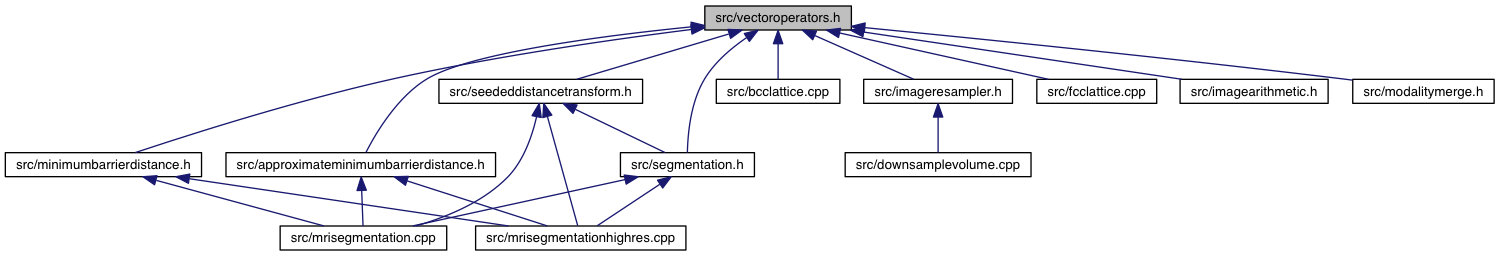 src/vectoroperators.h
src/seededdistancetransform.h
src/bcclattice.cpp
src/imageresampler.h
src/fcclattice.cpp
src/imagearithmetic.h
src/modalitymerge.h
src/minimumbarrierdistance.h
src/approximateminimumbarrierdistance.h
src/segmentation.h
src/downsamplevolume.cpp
src/mrisegmentation.cpp
src/mrisegmentationhighres.cpp